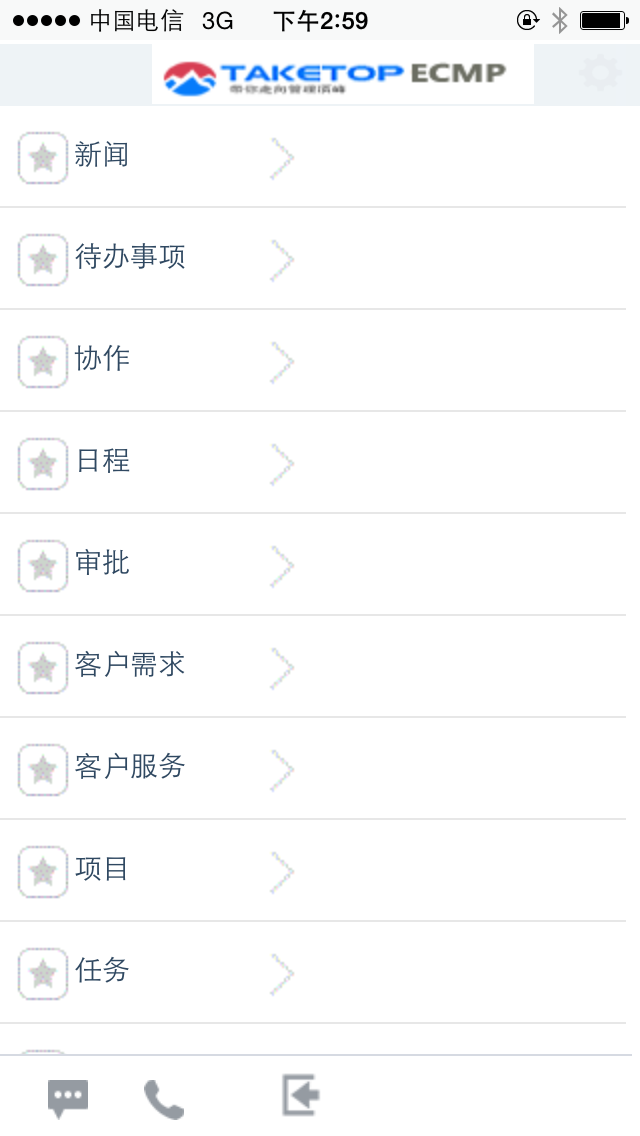 中国电信 3G 下午2:59
TAKETOP ECMP
带你走向管理顶峰
新闻
待办事项
协作
日程
审批
客户需求
客户服务
项目
任务